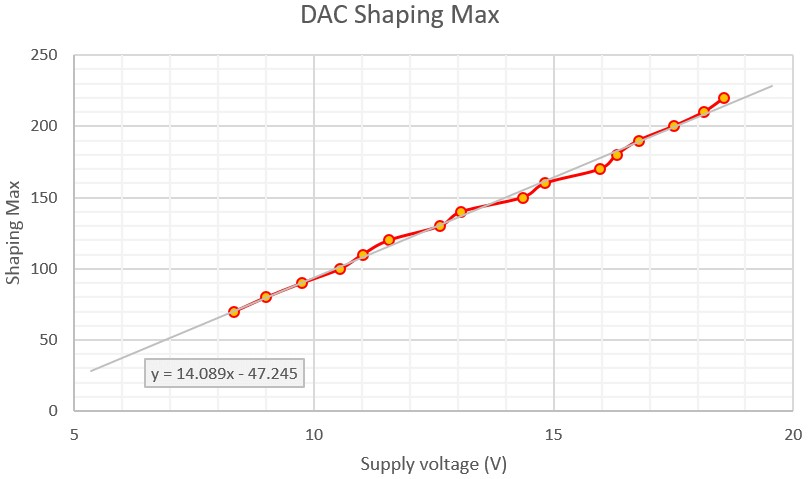 DAC Shaping Max
250
200
150
100
50
0
Shaping Max
y = 14.089x - 47.245
5
10
15
20
Supply voltage (V)